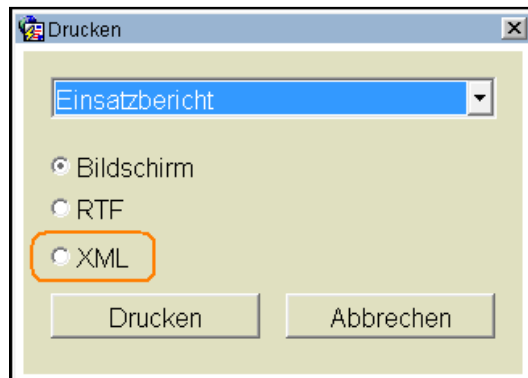 Drucken
Einsatzbericht
Bildschirm
RTF
XML
Drucken Abbrechen